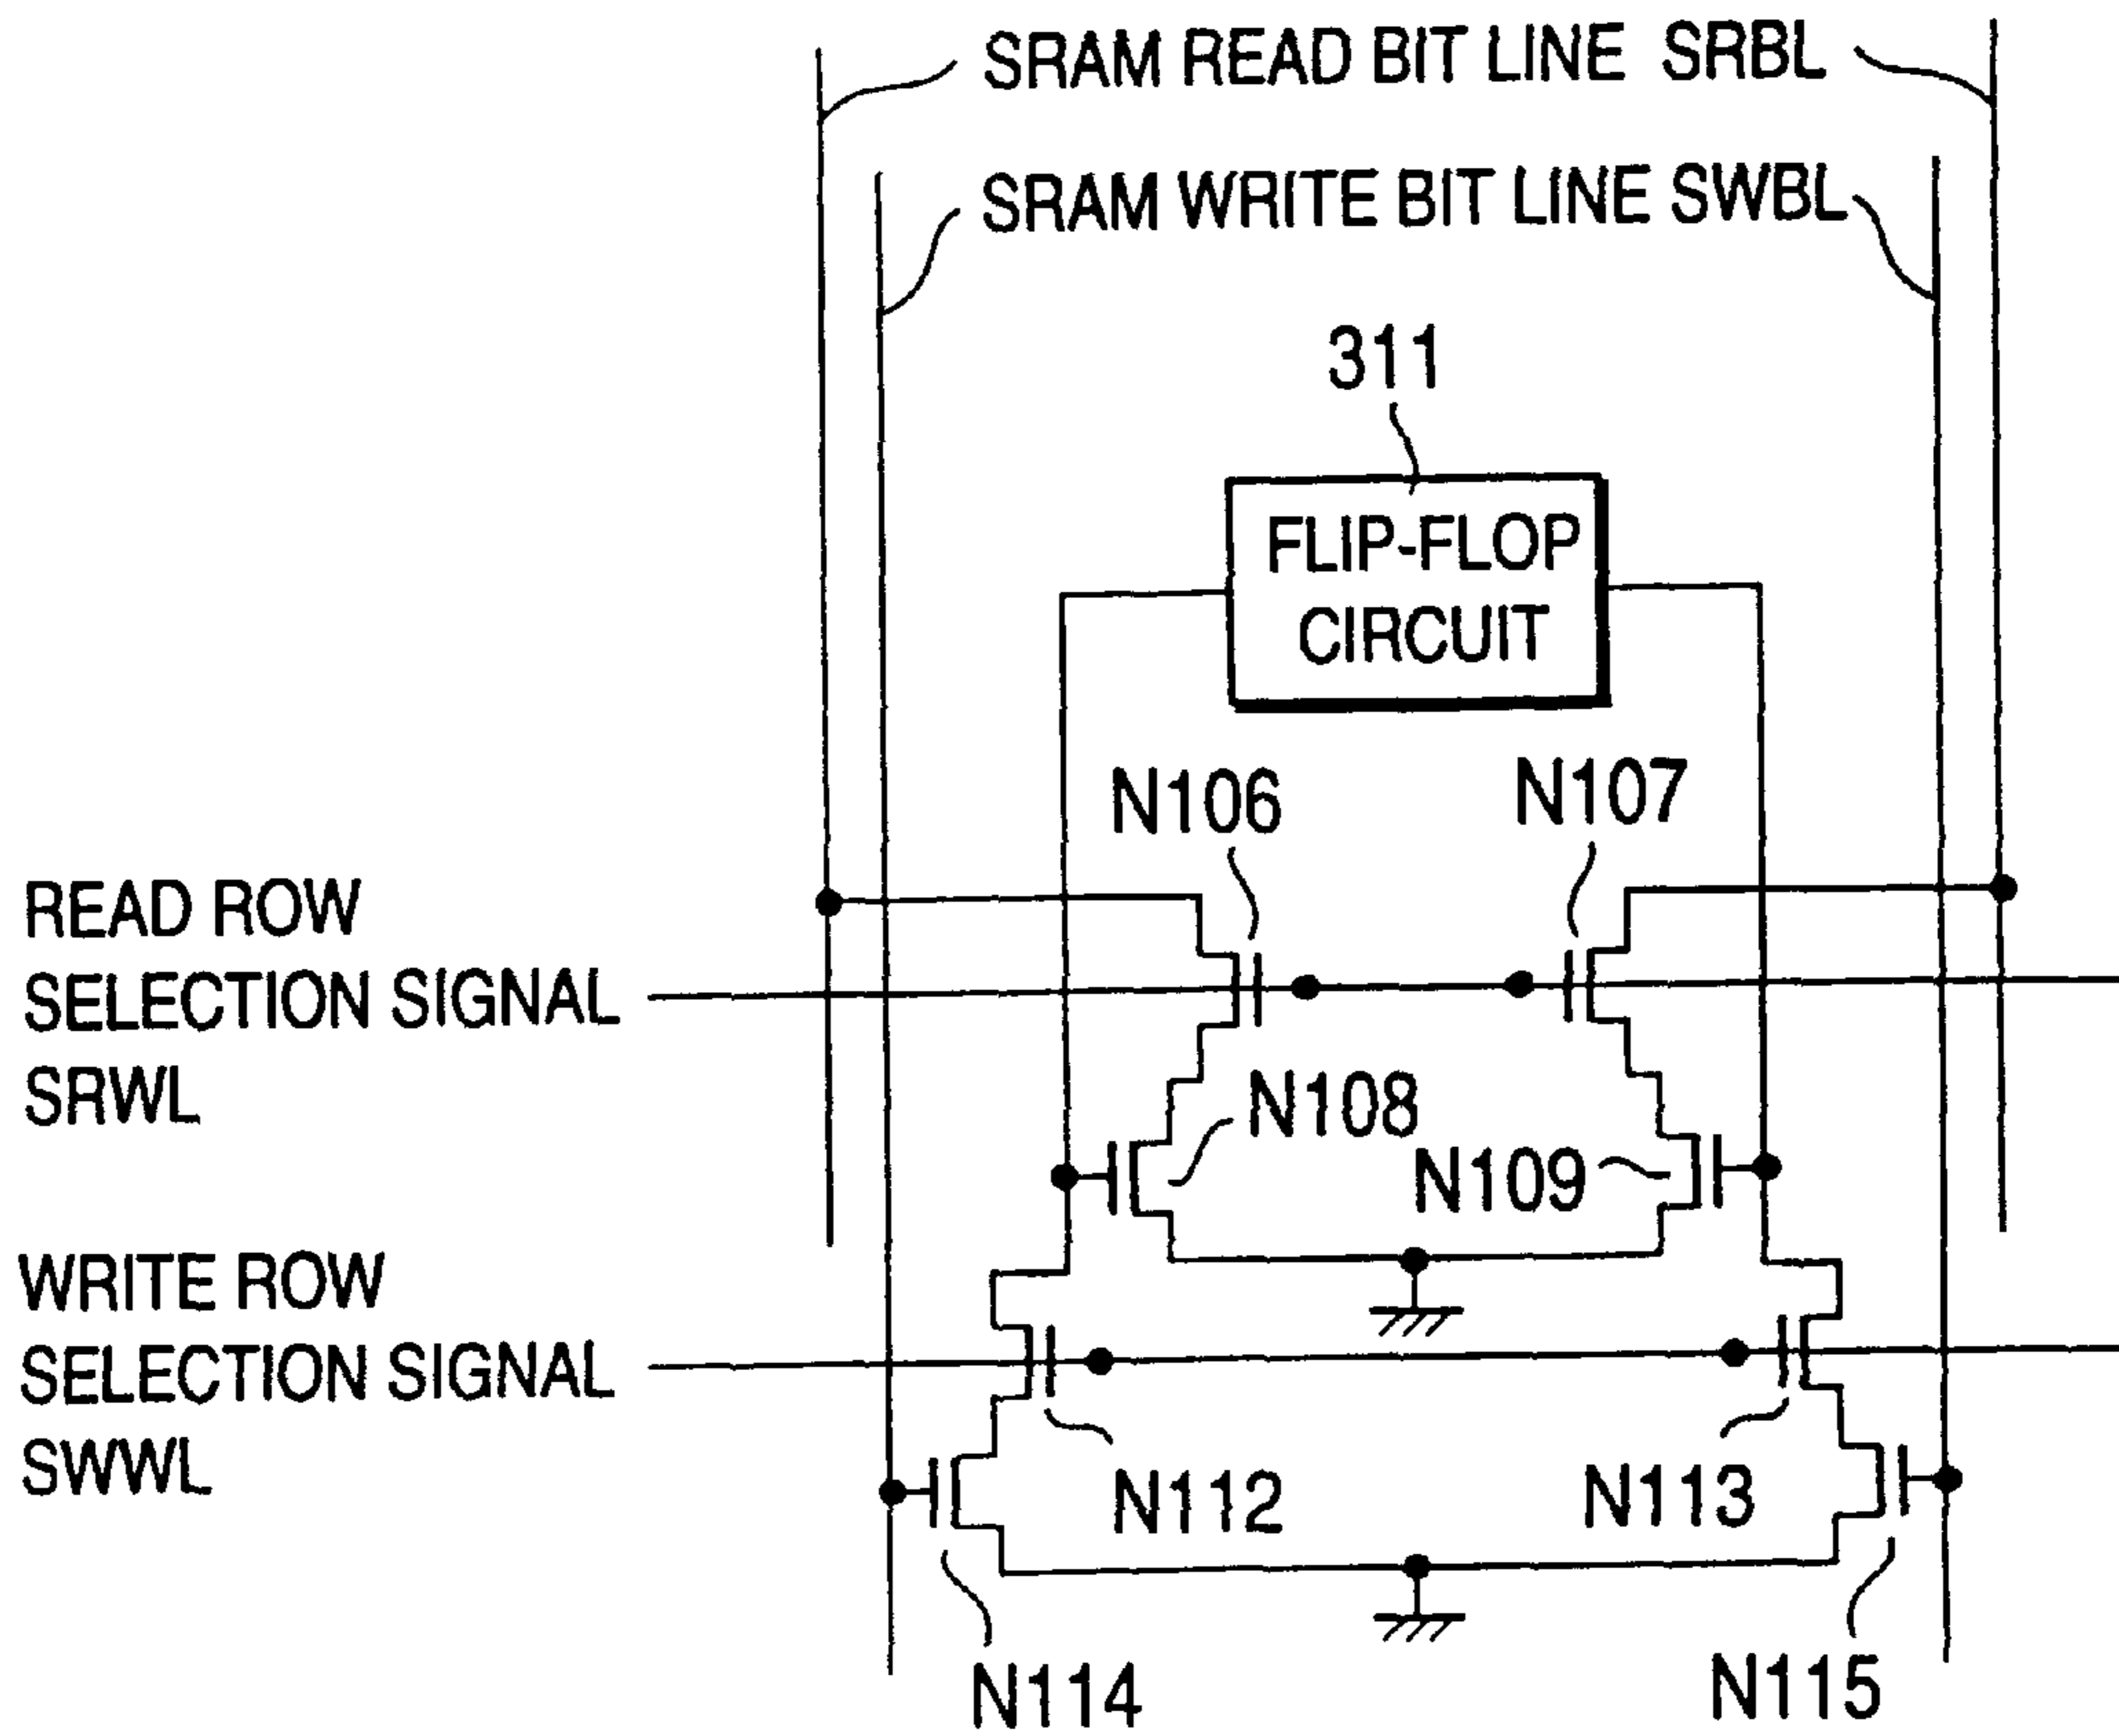 SRAM READ BIT LINE SRBL
SRAM WRITE BIT LINE SWBL
311
FLIP-FLOP
CIRCUIT
N106
N107
READ ROW
SELECTION SIGNAL
SRWL
N108
N109
WRITE ROW
SELECTION SIGNAL
SWWL
N112
N113
N114
N115